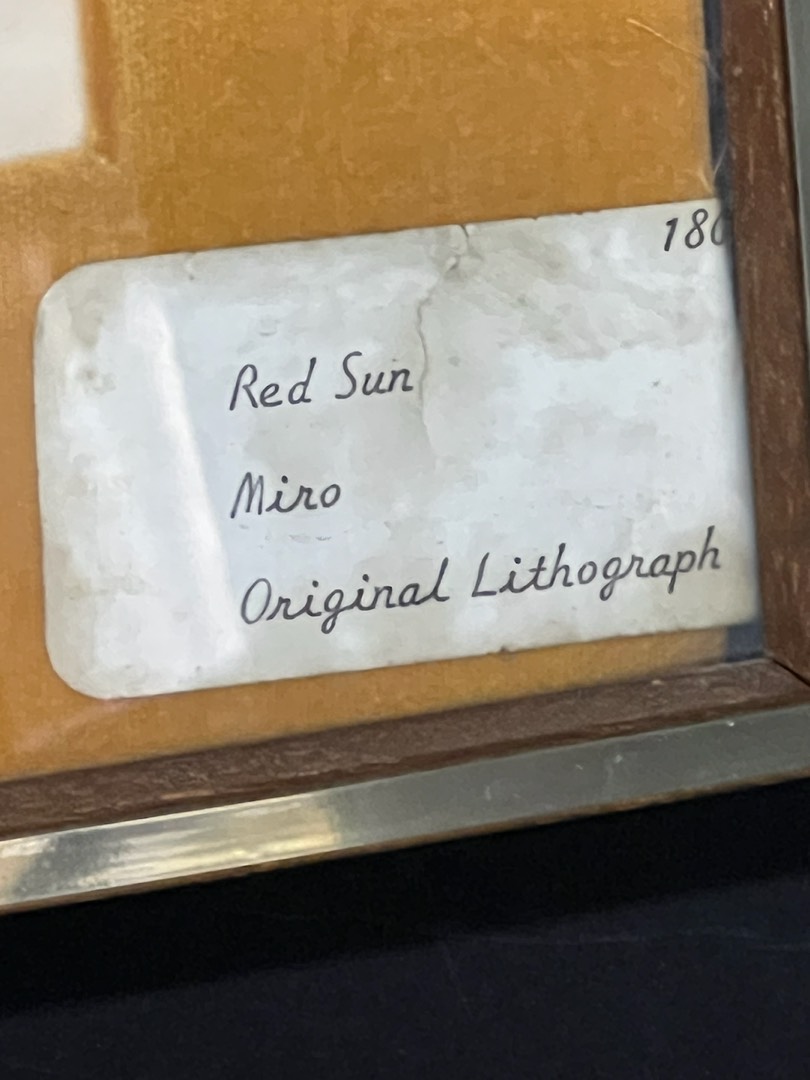 18
Red Sun
Miro
Original Lithograph